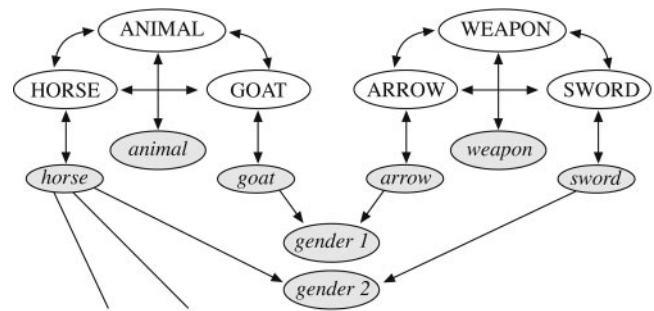 ANIMAL WEAPON
HORSE GOAT ARROW SWORD
animal weapon
horse goat arrow sword
gender 1
gender 2